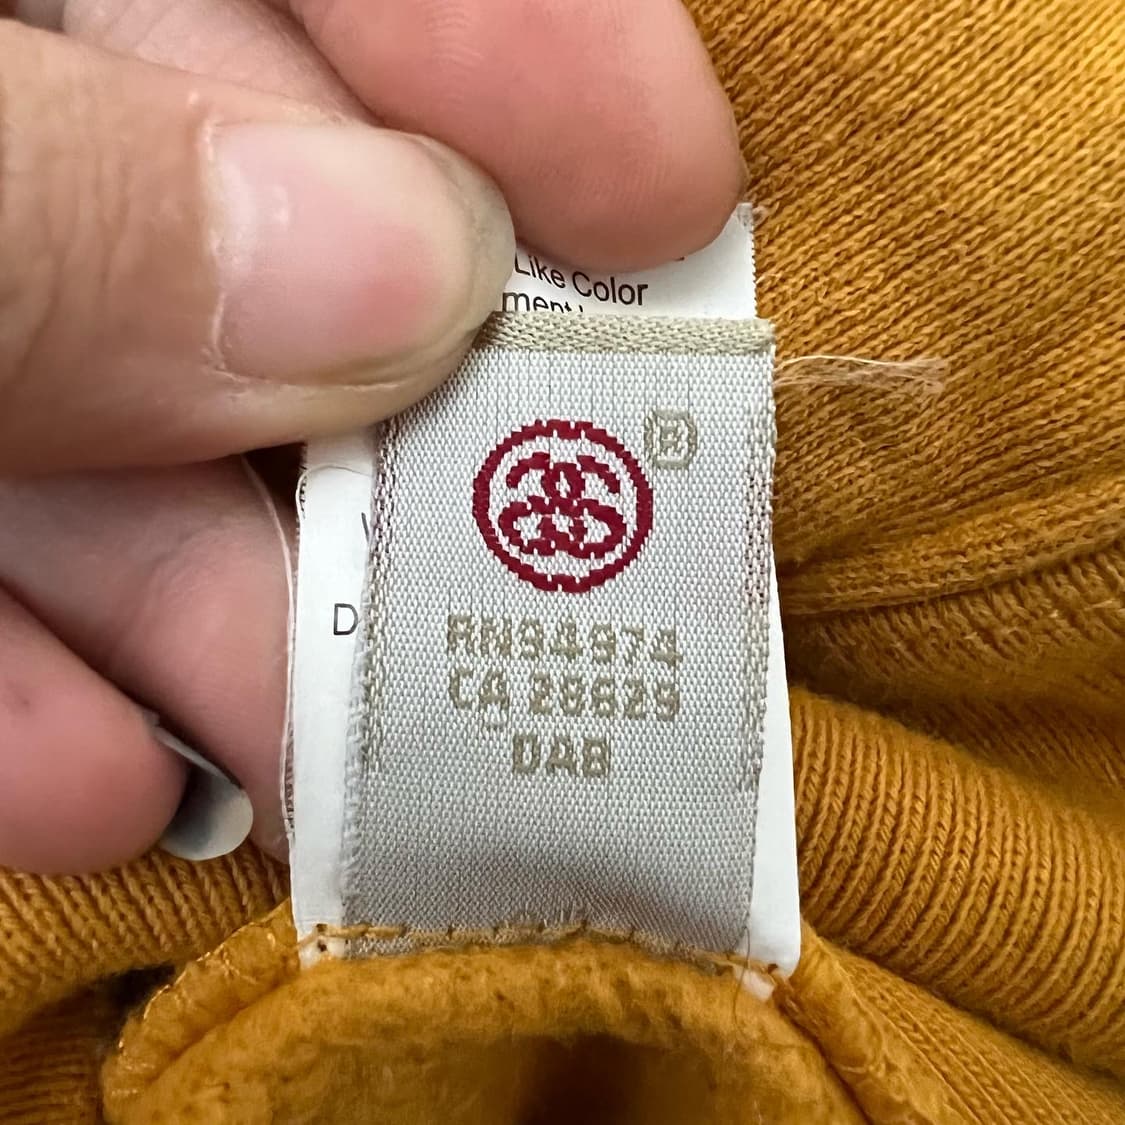 Like Color
®
D
RN94974
CA 28629
DAB